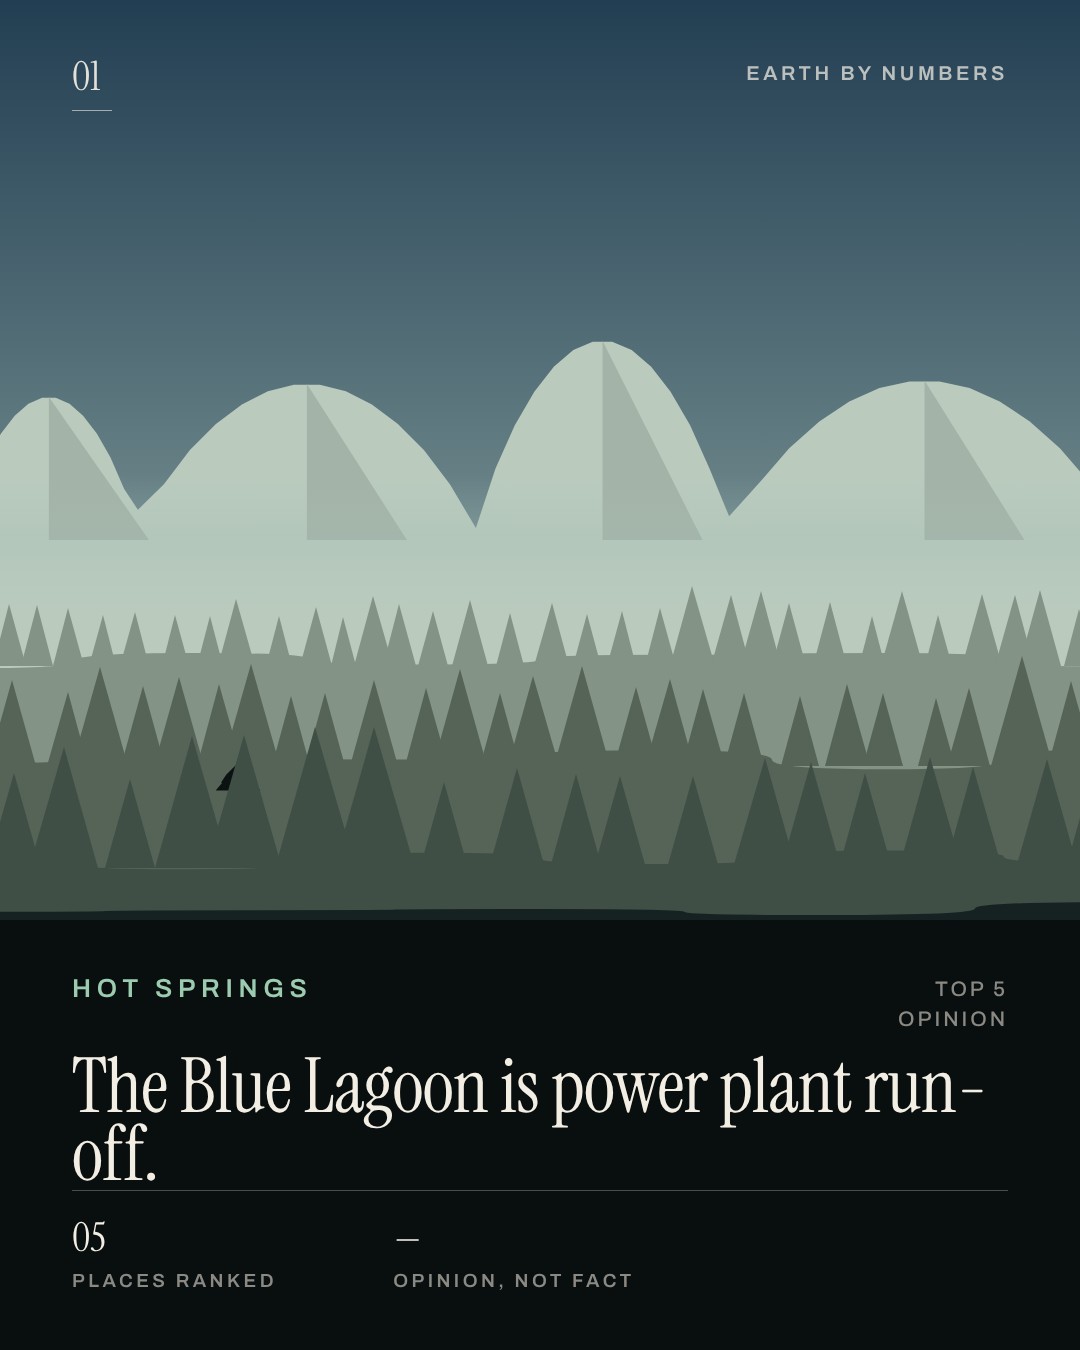 01
EARTH BY NUMBERS
HOT SPRINGS
TOP 5
OPINION
The Blue Lagoon is power plant run-
off.
05
—
PLACES RANKED
OPINION, NOT FACT